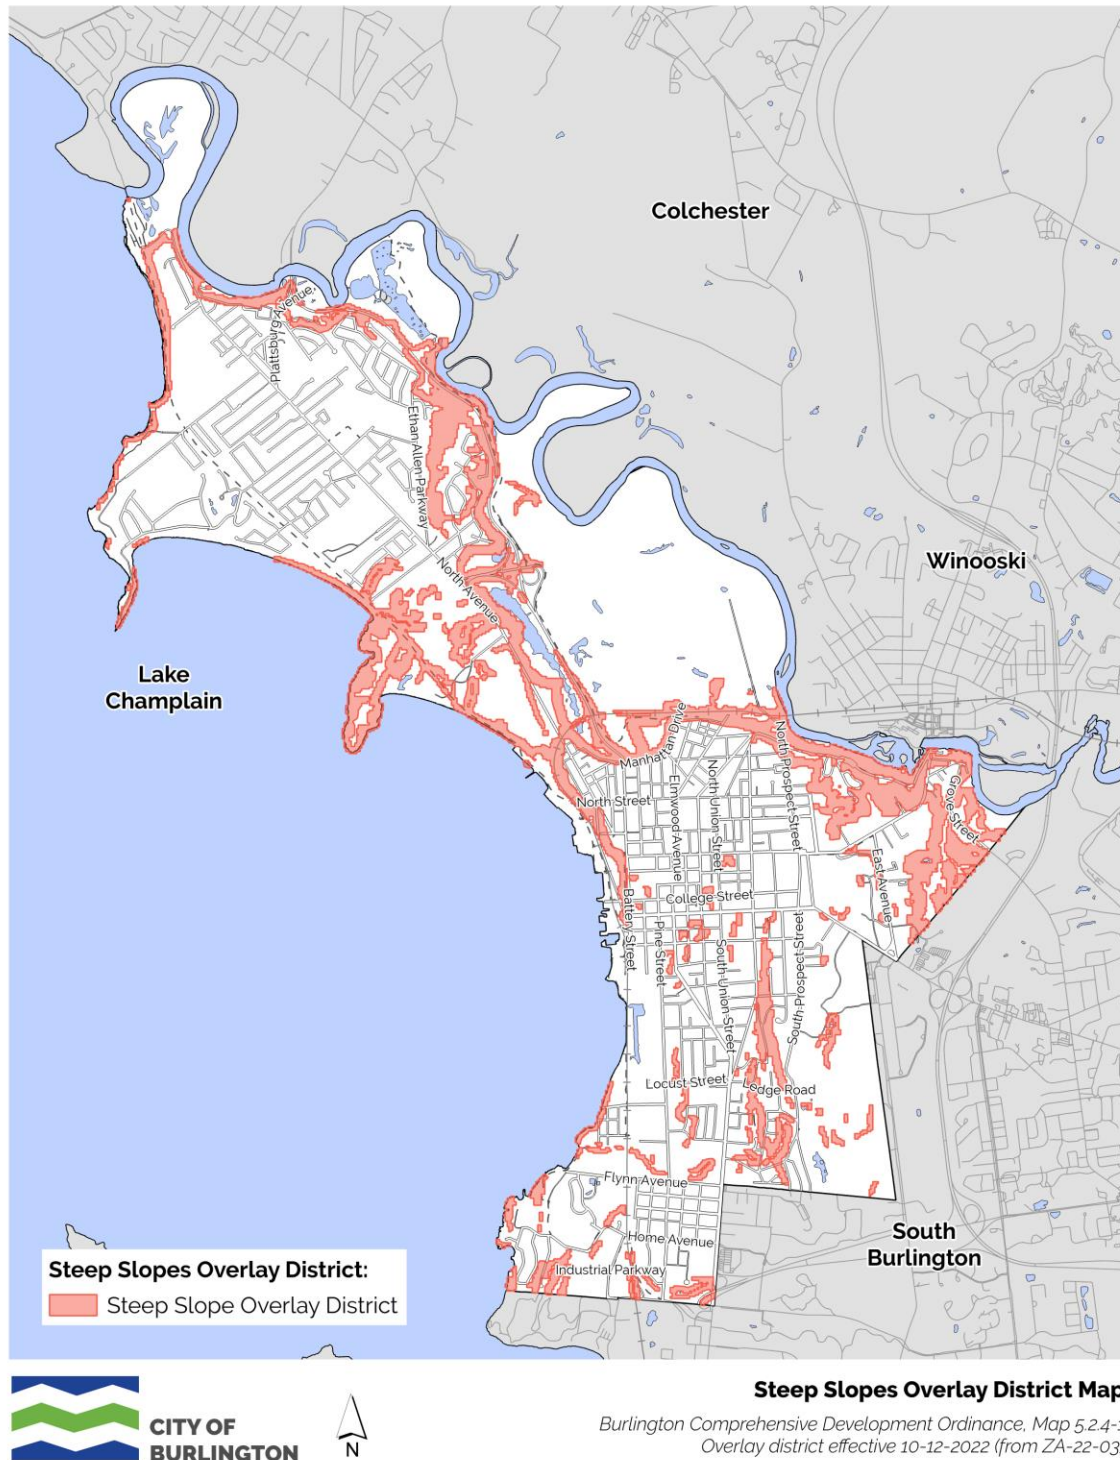 Colchester
Plattsburg Avenue
Ethan Allen Parkway
Winooski
North Avenue
Lake
Champlain
Manhattan Drive
North Prospect Street
North Street
Elmwood Avenue
North Union Street
Grove Street
East Avenue
College Street
Battery Street
Pine Street
South Union Street
South Prospect Street
Locust Street
Ledge Road
Flynn Avenue
Home Avenue
Industrial Parkway
South
Burlington
Steep Slopes Overlay District:
Steep Slope Overlay District
CITY OF
BURLINGTON
N
Steep Slopes Overlay District Map
Burlington Comprehensive Development Ordinance, Map 5.2.4-
Overlay district effective 10-12-2022 (from ZA-22-03